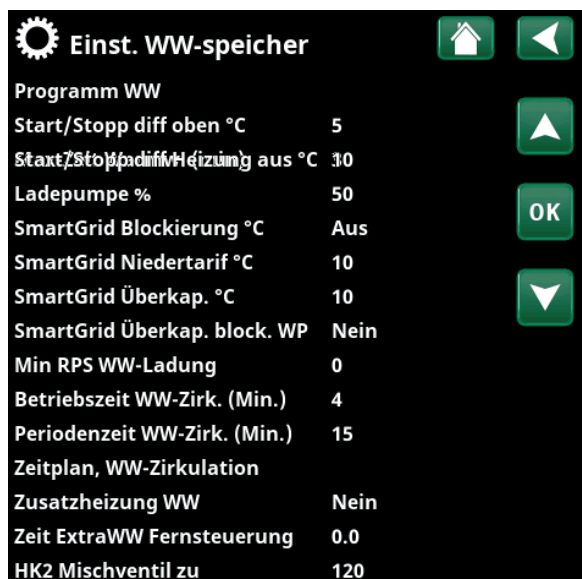 Einst. WW-speicher
Programm WW
Start/Stopp diff oben °C 5
aus °C
Ladepumpe % 50
SmartGrid Blockierung °C Aus
SmartGrid Niedertarif °C 10
SmartGrid Überkap. °C 10
SmartGrid Überkap. block. WP Nein
Min RPS WW-Ladung 0
Betriebszeit WW-Zirk. (Min.) 4
Periodenzeit WW-Zirk. (Min.) 15
Zeitplan, WW-Zirkulation
Zusatzheizung WW Nein
Zeit ExtraWW Fernsteuerung 0.0
HK2 Mischventil zu 120
OK